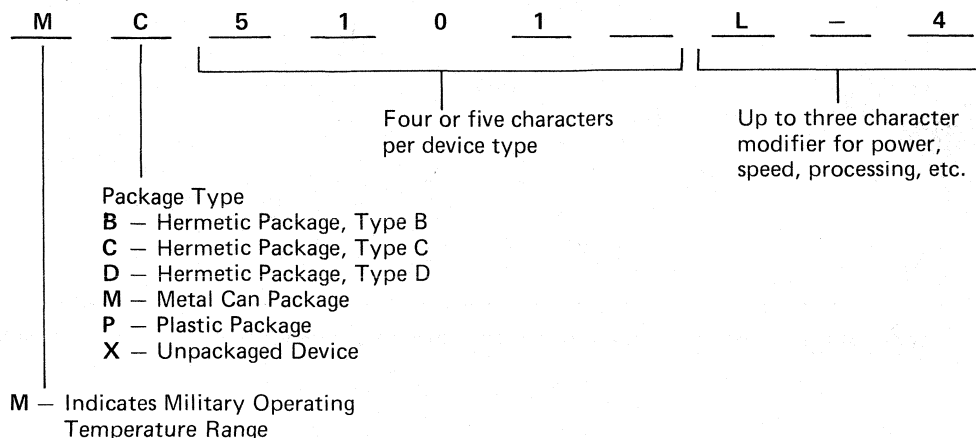 M C 5 1 0 1 L – 4
Four or five characters
per device type
Up to three character
modifier for power,
speed, processing, etc.
Package Type
B – Hermetic Package, Type B
C – Hermetic Package, Type C
D – Hermetic Package, Type D
M – Metal Can Package
P – Plastic Package
X – Unpackaged Device
M – Indicates Military Operating
Temperature Range